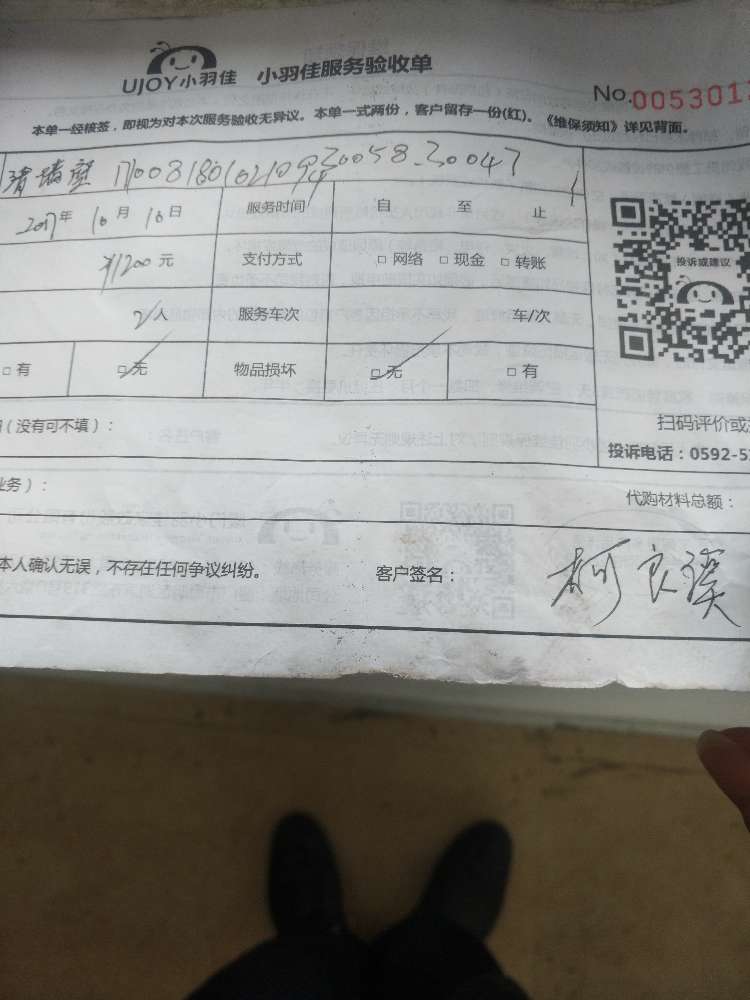 UJOY小羽佳 小羽佳服务验收单
No.0053012
本单一经核签，即视为对本次服务验收无异议。本单一式两份，客户留存一份(红)。《维保须知》详见背面。
清墙壁
2017年 10月 10日 服务时间 自 至 止
¥1200元 支付方式 □网络 □现金 □转账
投诉或建议
2人 服务车次 车/次
□有 □无 物品损坏 □无 □有
(没有可不填)：
扫码评价或
投诉电话：0592-5
业务)： 代购材料总额：
本人确认无误，不存在任何争议纠纷。 客户签名： 柯良